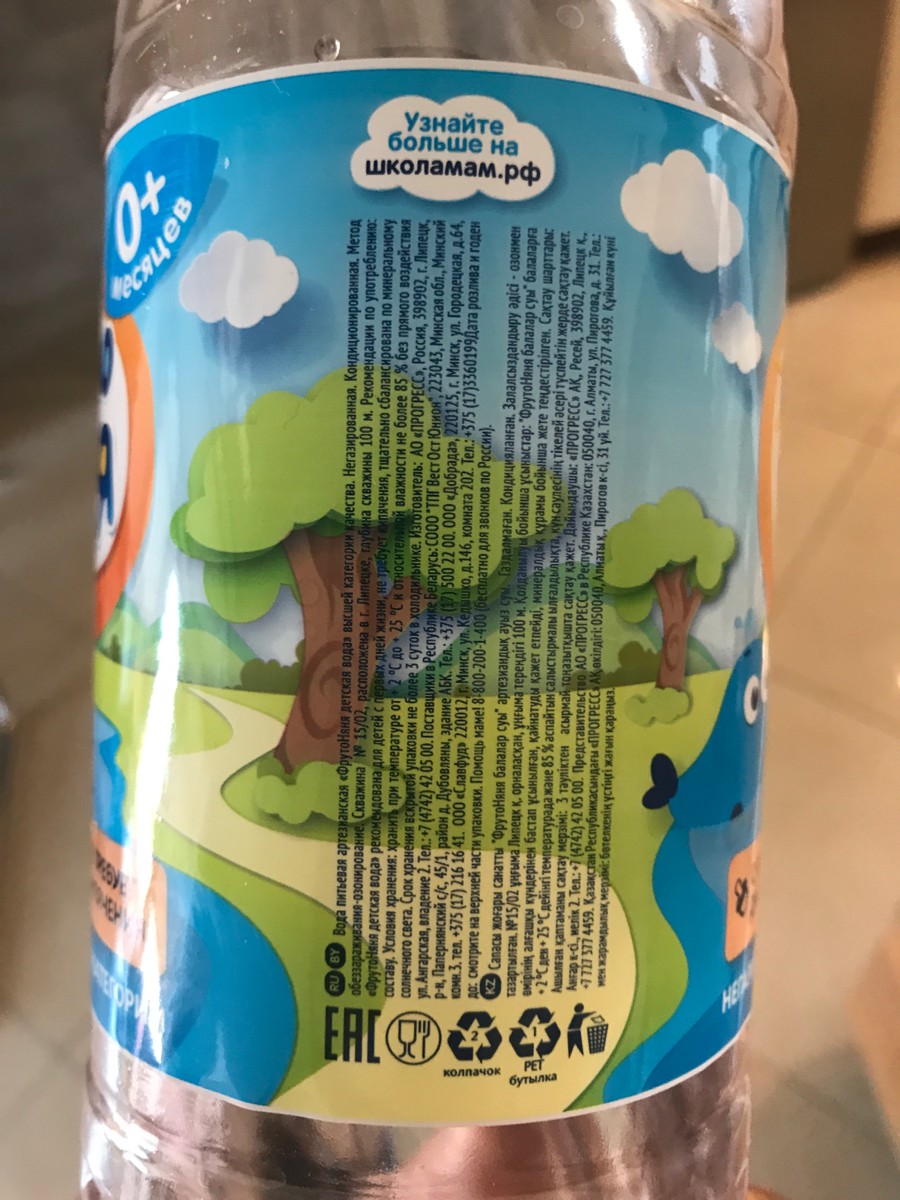 Узнайте
больше на
школамам.рф
0+
месяцев
RU BY Вода питьевая артезианская «ФрутоНяня детская вода» высшей категории качества. Негазированная. Кондиционированная. Метод
обеззараживания-озонирование. Скважина № 15/02, расположена в г. Липецке, глубина скважины 100 м. Рекомендации по употреблению:
«ФрутоНяня детская вода» рекомендована для детей с первых дней жизни, не требует кипячения, тщательно сбалансирована по минеральному
составу. Условия хранения: хранить при температуре от + 2 °С до + 25 °С и относительной влажности не более 85 % без прямого воздействия
солнечного света. Срок хранения вскрытой упаковки не более 3 суток в холодильнике. Изготовитель: АО «ПРОГРЕСС», Россия, 398902, г. Липецк,
ул. Ангарская, владение 2. Тел.: +7 (4742) 42 05 00. Поставщики в Республике Беларусь: СООО "ТПГ Вест Ост Юнион", 223043, Минская обл., Минский
р-н, Папернянский с/с, 45/1, район д. Дубовляны, здание АБК. Тел.: +375 (17) 500 22 00. ООО «Добрада», 220125, г. Минск, ул. Городецкая, д.64,
комн.3, тел. +375 (17) 216 16 41. ООО «Славфуд» 220012, г. Минск, ул. д.146, комната 202. Тел.: +375 (17)3360199Дата розлива и годен
до: смотрите на верхней части упаковки. Помощь маме! 8-800-200-1-400 (бесплатно для звонков по России).
KZ Сапасы жоғары санатты "ФрутоНяня балалар суы" артезиандық ауыз суы. Газдалмаған. Кондицияланған. Залалсыздандыру әдісі - озонмен
тазартылған. №15/02 ұңғыма Липецк қ. орналасқан, ұңғыма тереңдігі 100 м. Қолданылуы бойынша ұсыныстар: "ФрутоНяня балалар суы" балаларға
өмірінің алғашқы күндерінен бастап ұсынылған, қайнатуды қажет етпейді, минералдық құрамы бойынша жете теңдестірілген. Сақтау шарттары:
+ 2 °С ден + 25 °С дейінгі температурада және 85 % аспайтын салыстырмалы ылғалдылықта, күн сәулесінің тікелей әсері түспейтін жерде сақтау қажет.
Ашылған қаптаманы сақтау мерзімі: 3 тәуліктен асырмай тоңазытқышта сақтау қажет. Дайындаушы: «ПРОГРЕСС» АҚ, Ресей, 398902, Липецк қ.,
Ангар к-сі, иелік 2. Тел.: +7 (4742) 42 05 00. Представительство АО «ПРОГРЕСС» в Республике Казахстан: 050040, г. Алматы, ул. Пирогова, д. 31. Тел.:
+7 727 377 4459. Қазақстан Республикасындағы «ПРОГРЕСС» АҚ өкілдігі: 050040, Алматы қ., Пирогов к-сі, 31 үй. Тел.: +7 727 377 4459. Құйылған күні
мен жарамдылық мерзімі: бөтелкенің үстіңгі жағын қараңыз.
EAC
2
колпачок
1
PET
бутылка